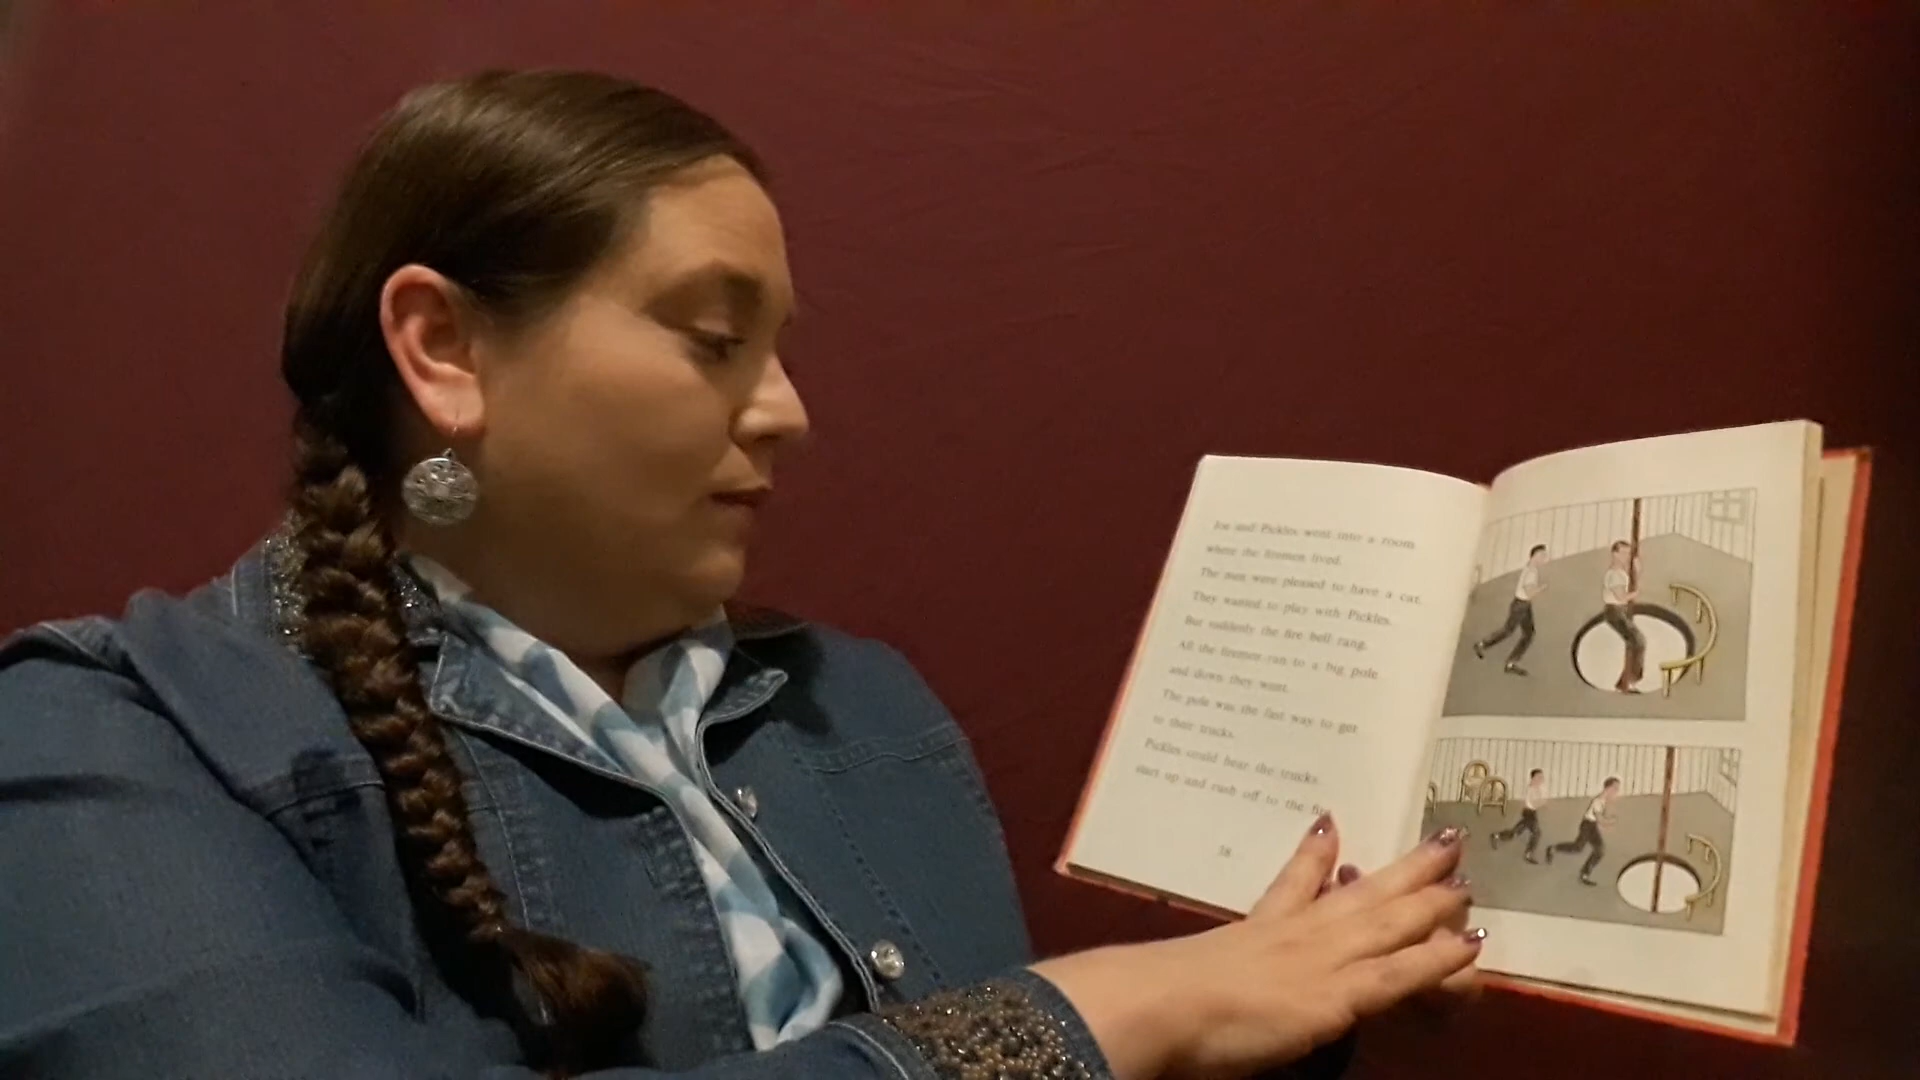 Joe and Pickles went into a room
where the firemen lived.
The men were pleased to have a cat.
They wanted to play with Pickles.
But suddenly the fire bell rang.
All the firemen ran to a big pole
and down they went.
The pole was the fast way to get
to their trucks.
Pickles could hear the trucks
start up and rush off to the fire.
38